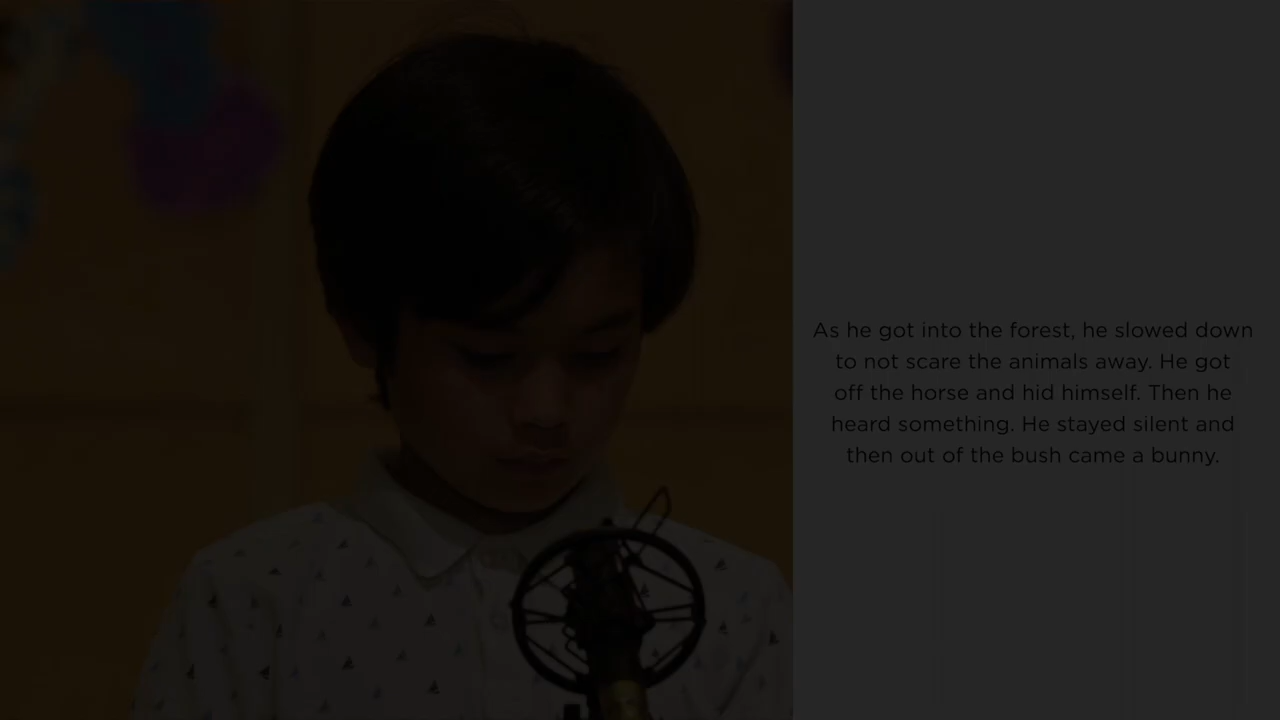 As he got into the forest, he slowed down
to not scare the animals away. He got
off the horse and hid himself. Then he
heard something. He stayed silent and
then out of the bush came a bunny.